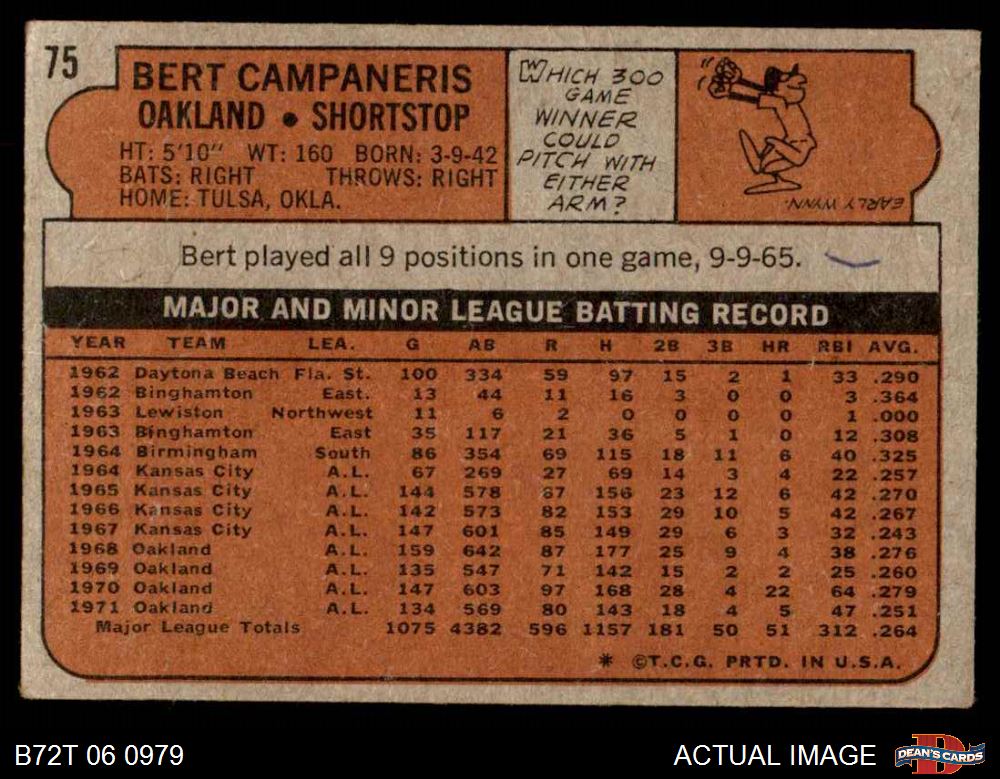 75
BERT CAMPANERIS
OAKLAND • SHORTSTOP
HT: 5'10" WT: 160 BORN: 3-9-42
BATS: RIGHT THROWS: RIGHT
HOME: TULSA, OKLA.
WHICH 300
GAME
WINNER
COULD
PITCH WITH
EITHER
ARM?
EARLY WYNN.
Bert played all 9 positions in one game, 9-9-65.
MAJOR AND MINOR LEAGUE BATTING RECORD
YEAR TEAM LEA. G AB R H 2B 3B HR RBI AVG.
1962 Daytona Beach Fla. St. 100 334 59 97 15 2 1 33 .290
1962 Binghamton East. 13 44 11 16 3 0 0 3 .364
1963 Lewiston Northwest 11 6 2 0 0 0 0 1 .000
1963 Binghamton East 35 117 21 36 5 1 0 12 .308
1964 Birmingham South 86 354 69 115 18 11 6 40 .325
1964 Kansas City A.L. 67 269 27 69 14 3 4 22 .257
1965 Kansas City A.L. 144 578 67 156 23 12 6 42 .270
1966 Kansas City A.L. 142 573 82 153 29 10 5 42 .267
1967 Kansas City A.L. 147 601 85 149 29 6 3 32 .243
1968 Oakland A.L. 159 642 87 177 25 9 4 38 .276
1969 Oakland A.L. 135 547 71 142 15 2 2 25 .260
1970 Oakland A.L. 147 603 97 168 28 4 22 64 .279
1971 Oakland A.L. 134 569 80 143 18 4 5 47 .251
Major League Totals 1075 4382 596 1157 181 50 51 312 .264
* ©T.C.G. PRTD. IN U.S.A.
B72T 06 0979
ACTUAL IMAGE
DEAN'S CARDS